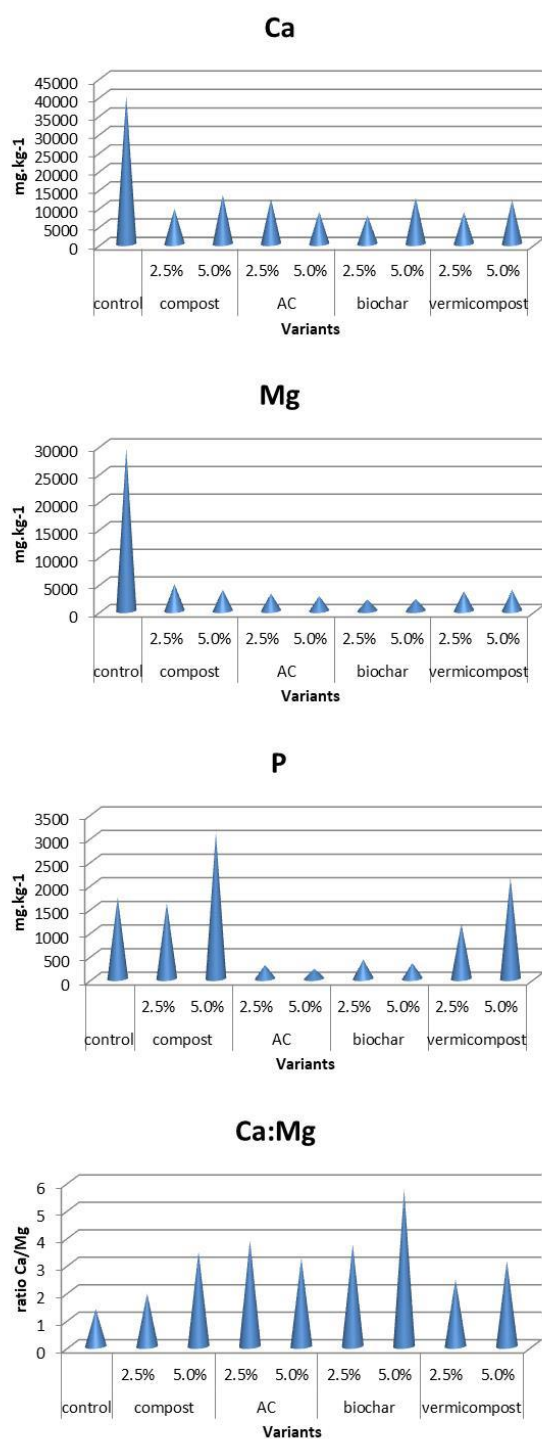 Ca
45000
40000
35000
30000
25000
20000
15000
10000
5000
0
mg.kg-1
2.5% 5.0% 2.5% 5.0% 2.5% 5.0% 2.5% 5.0%
control compost AC biochar vermicompost
Variants
Mg
30000
25000
20000
15000
10000
5000
0
mg.kg-1
2.5% 5.0% 2.5% 5.0% 2.5% 5.0% 2.5% 5.0%
control compost AC biochar vermicompost
Variants
P
3500
3000
2500
2000
1500
1000
500
0
mg.kg-1
2.5% 5.0% 2.5% 5.0% 2.5% 5.0% 2.5% 5.0%
control compost AC biochar vermicompost
Variants
Ca:Mg
6
5
4
3
2
1
0
ratio Ca/Mg
2.5% 5.0% 2.5% 5.0% 2.5% 5.0% 2.5% 5.0%
control compost AC biochar vermicompost
Variants